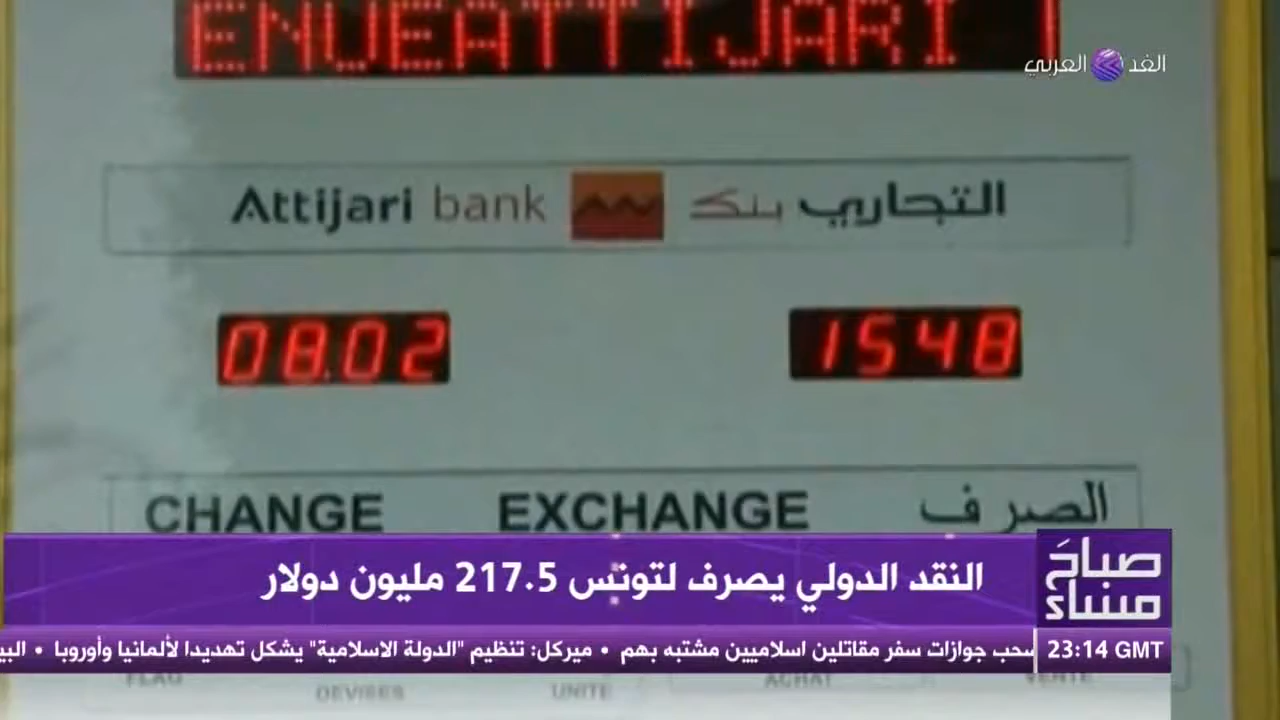 ENUEATTIJARI
الغد العربي
Attijari bank التجاري بنك
08.02 1548
CHANGE EXCHANGE الصرف
النقد الدولي يصرف لتونس 217.5 مليون دولار
صباح مساء
سحب جوازات سفر مقاتلين اسلاميين مشتبه بهم • ميركل: تنظيم "الدولة الاسلامية" يشكل تهديدا لألمانيا وأوروبا •
23:14 GMT
FLAG DEVISES UNITE ACHAT VENTE